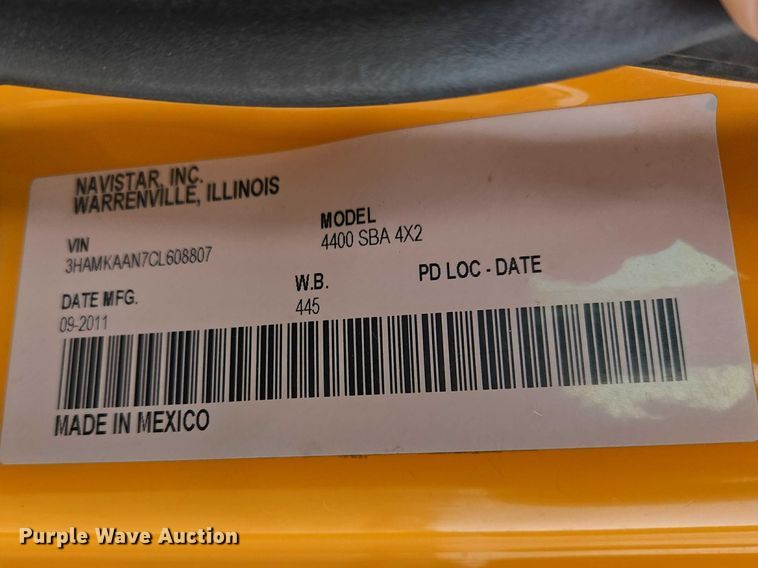 NAVISTAR, INC.
WARRENVILLE, ILLINOIS
VIN
3HAMKAAN7CL608807
MODEL
4400 SBA 4X2
DATE MFG.
09-2011
W.B.
445
PD LOC - DATE
MADE IN MEXICO
Purple Wave Auction